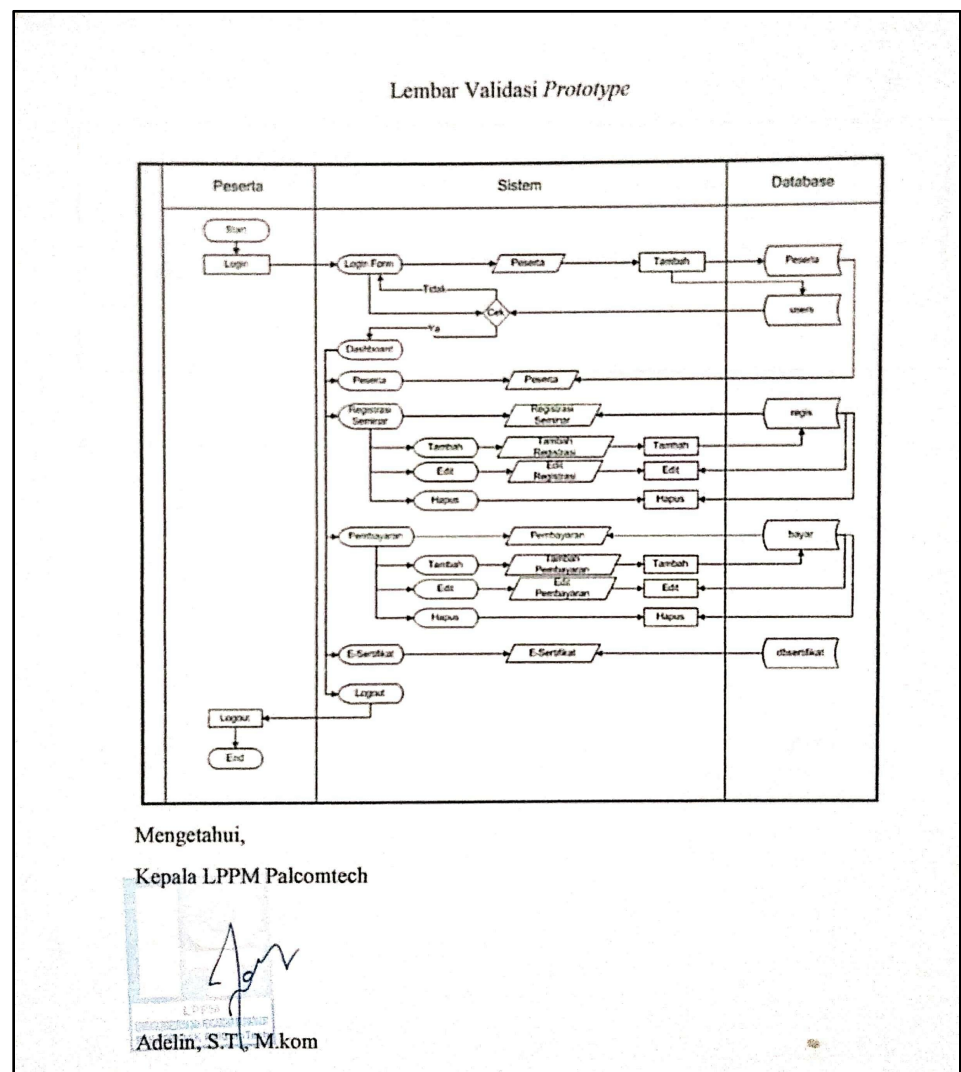 Lembar Validasi Prototype
Peserta Sistem Database
Start
Login Login Form Peserta Tambah Peserta
Tidak
Cek users
Ya
Dashboard
Peserta Peserta
Registrasi Seminar Registrasi Seminar regis
Tambah Tambah Registrasi Tambah
Edit Edit Registrasi Edit
Hapus Hapus
Pembayaran Pembayaran bayar
Tambah Tambah Pembayaran Tambah
Edit Edit Pembayaran Edit
Hapus Hapus
E-Sertifikat E-Sertifikat dbsertifikat
Logout
Logout
End
Mengetahui,
Kepala LPPM Palcomtech
LPPM
Adelin, S.T., M.kom